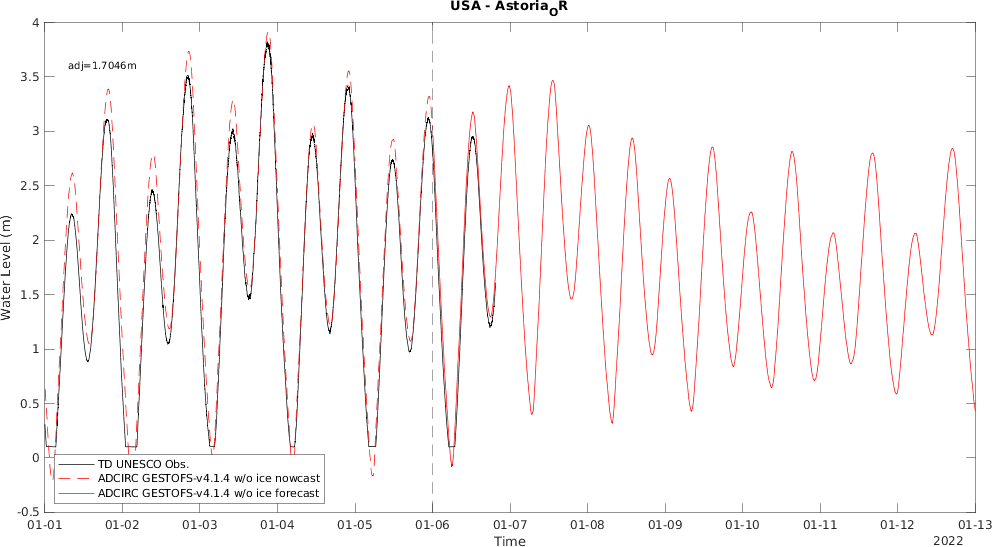 USA - Astoria_OR
adj=1.7046m
4
3.5
3
2.5
2
1.5
1
0.5
0
-0.5
Water Level (m)
TD UNESCO Obs.
ADCIRC GESTOFS-v4.1.4 w/o ice nowcast
ADCIRC GESTOFS-v4.1.4 w/o ice forecast
01-01 01-02 01-03 01-04 01-05 01-06 01-07 01-08 01-09 01-10 01-11 01-12 01-13
Time
2022